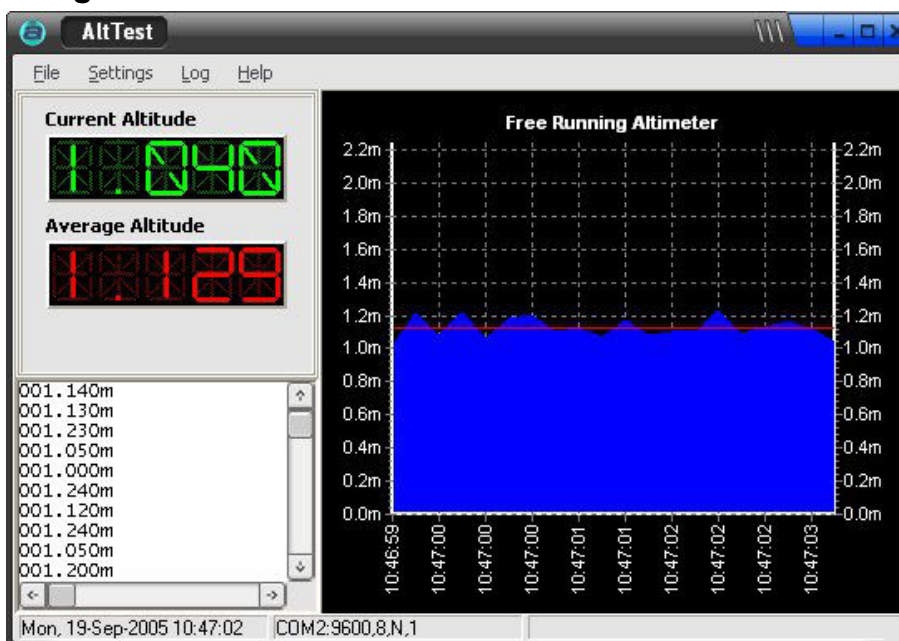 AltTest
File Settings Log Help
Current Altitude
1.040
Average Altitude
1.129
001.140m
001.130m
001.230m
001.050m
001.000m
001.240m
001.120m
001.240m
001.050m
001.200m
Free Running Altimeter
2.2m 2.2m
2.0m 2.0m
1.8m 1.8m
1.6m 1.6m
1.4m 1.4m
1.2m 1.2m
1.0m 1.0m
0.8m 0.8m
0.6m 0.6m
0.4m 0.4m
0.2m 0.2m
0.0m 0.0m
10:46:59 10:47:00 10:47:00 10:47:00 10:47:01 10:47:01 10:47:02 10:47:02 10:47:02 10:47:03
Mon, 19-Sep-2005 10:47:02 COM2:9600,8,N,1